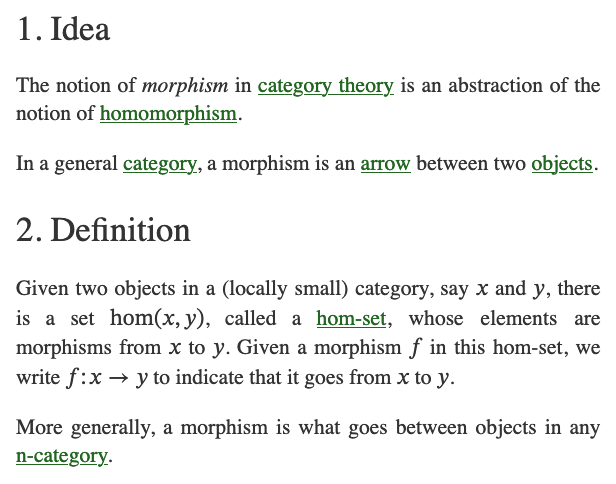 1. Idea
The notion of morphism in category theory is an abstraction of the
notion of homomorphism.
In a general category, a morphism is an arrow between two objects.
2. Definition
Given two objects in a (locally small) category, say x and y, there
is a set hom(x, y), called a hom-set, whose elements are
morphisms from x to y. Given a morphism f in this hom-set, we
write f:x → y to indicate that it goes from x to y.
More generally, a morphism is what goes between objects in any
n-category.